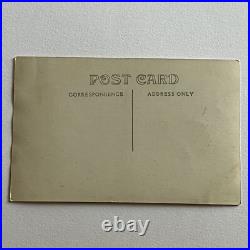 POST CARD
CORRESPONDENCE ADDRESS ONLY